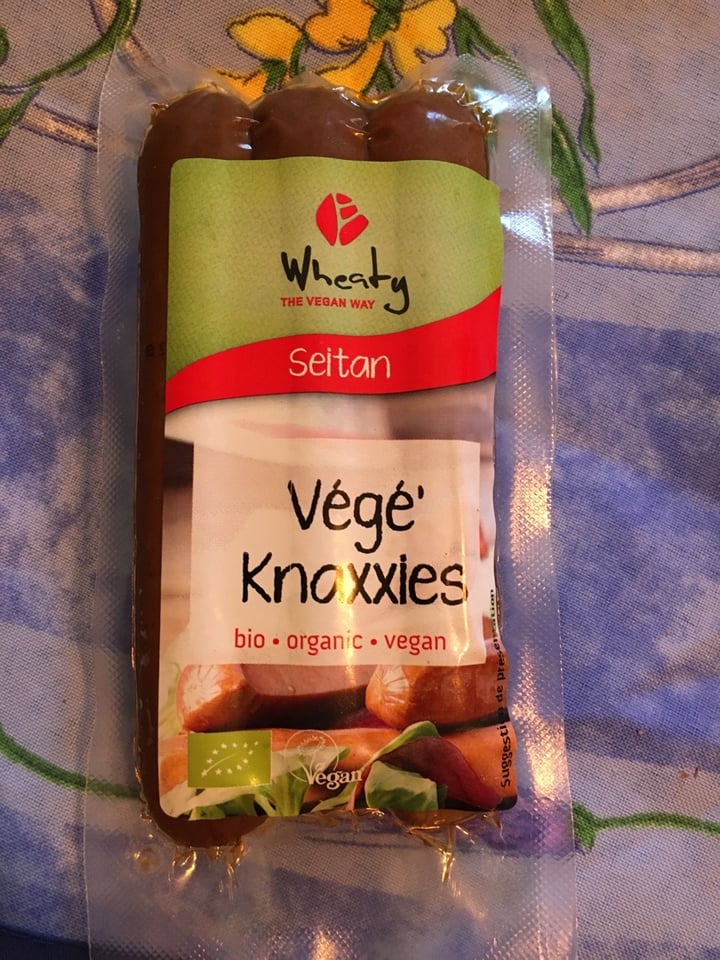 Wheaty
THE VEGAN WAY
Seitan
Végé'
Knaxxies
bio • organic • vegan
Vegan
Suggestion de présentation